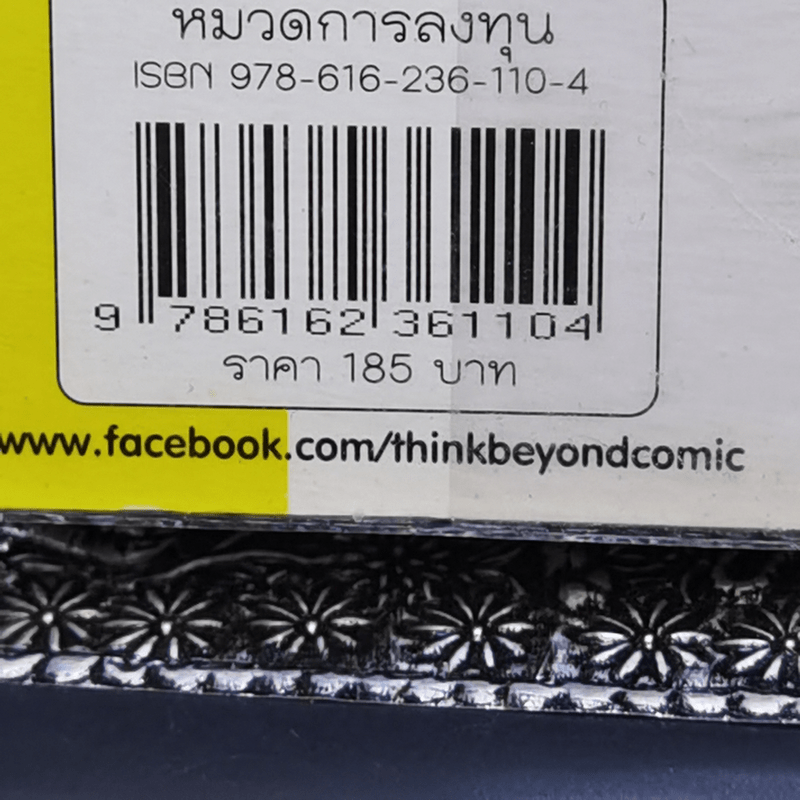 หมวดการลงทุน
ISBN 978-616-236-110-4
9 786162 361104
ราคา 185 บาท
www.facebook.com/thinkbeyondcomic